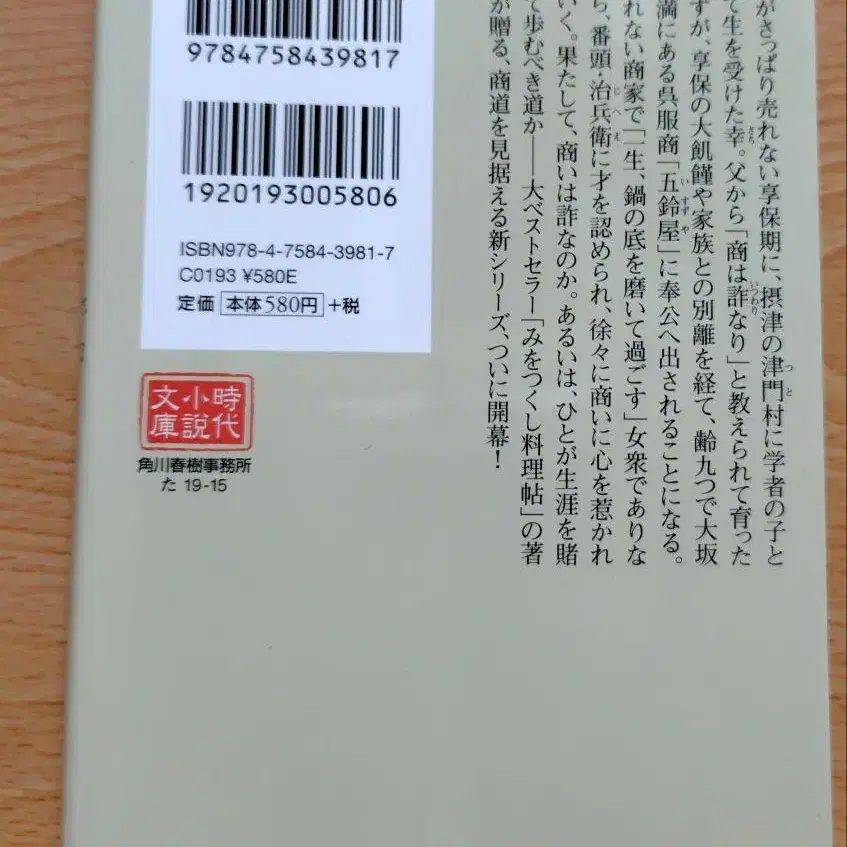 がさっぱり売れない享保期に、摂津の津門村に学者の子と
て生を受けた幸。父から「商は詐なり」と教えられて育った
ずが、享保の大飢饉や家族との別離を経て、齢九つで大坂
満にある呉服商「五鈴屋」に奉公へ出されることになる。
れない商家で「一生、鍋の底を磨いて過ごす」女衆でありな
ら、番頭・治兵衛に才を認められ、徐々に商いに心を惹かれ
いく。果たして、商いは詐なのか。あるいは、ひとが生涯を賭
て歩むべき道か――大ベストセラー「みをつくし料理帖」の著
が贈る、商道を見据える新シリーズ、ついに開幕！
9784758439817
1920193005806
ISBN978-4-7584-3981-7
C0193 ¥580E
定価 本体580円 +税
時代
小説
文庫
角川春樹事務所
た 19-15